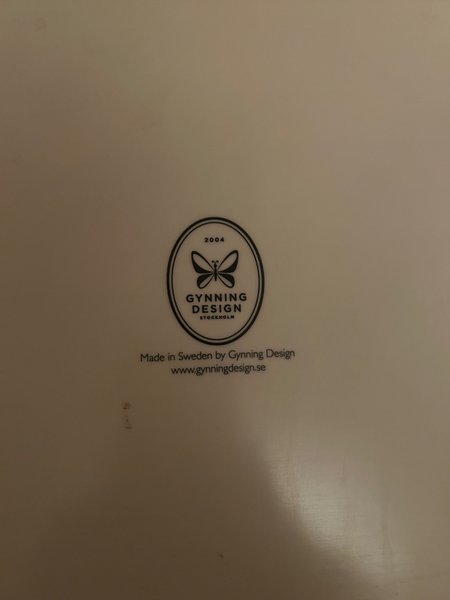 2004
GYNNING
DESIGN
STOCKHOLM
Made in Sweden by Gynning Design
www.gynningdesign.se